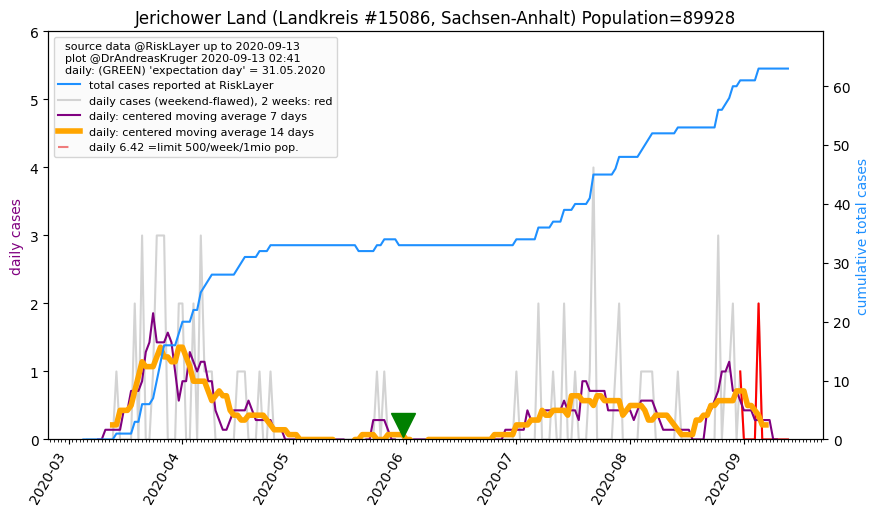 Jerichower Land (Landkreis #15086, Sachsen-Anhalt) Population=89928
source data @RiskLayer up to 2020-09-13
plot @DrAndreasKruger 2020-09-13 02:41
daily: (GREEN) 'expectation day' = 31.05.2020
total cases reported at RiskLayer
daily cases (weekend-flawed), 2 weeks: red
daily: centered moving average 7 days
daily: centered moving average 14 days
daily 6.42 =limit 500/week/1mio pop.
daily cases
6
5
4
3
2
1
0
cumulative total cases
60
50
40
30
20
10
0
2020-03
2020-04
2020-05
2020-06
2020-07
2020-08
2020-09